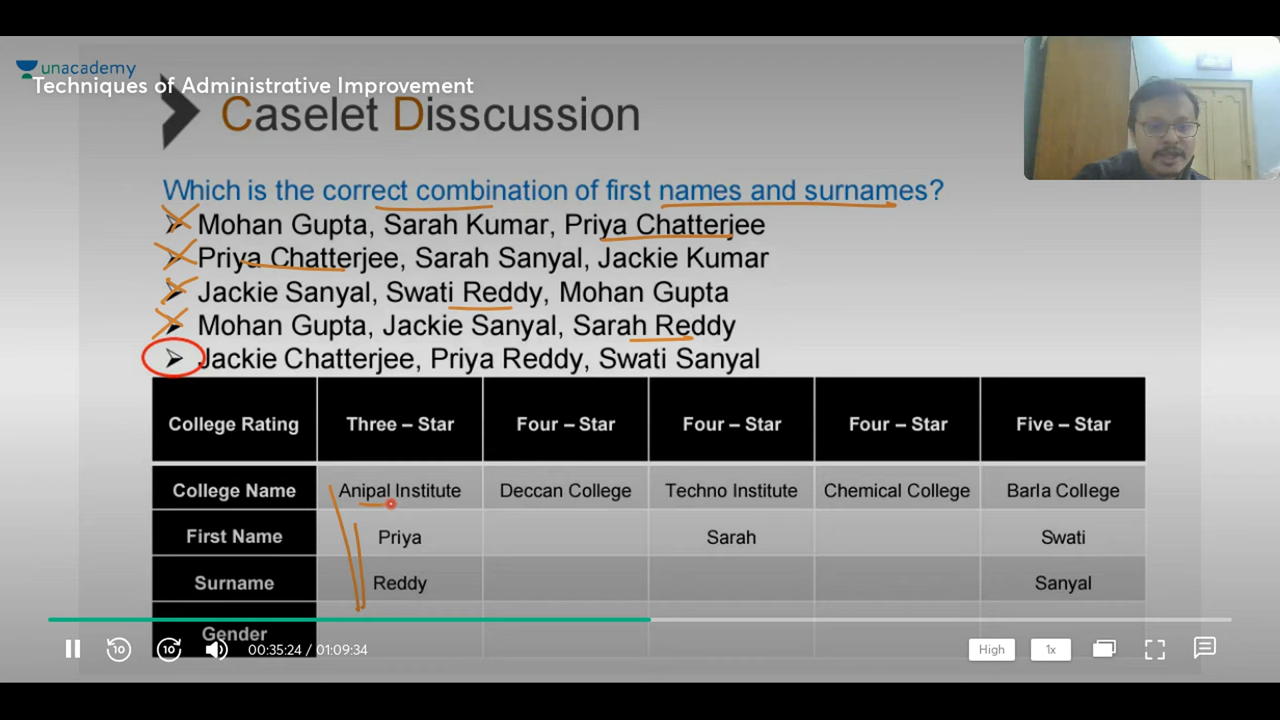 unacademy
Techniques of Administrative Improvement
Caselet Disscussion
Which is the correct combination of first names and surnames?
Mohan Gupta, Sarah Kumar, Priya Chatterjee
Priya Chatterjee, Sarah Sanyal, Jackie Kumar
Jackie Sanyal, Swati Reddy, Mohan Gupta
Mohan Gupta, Jackie Sanyal, Sarah Reddy
Jackie Chatterjee, Priya Reddy, Swati Sanyal
College Rating Three – Star Four – Star Four – Star Four – Star Five – Star
College Name Anipal Institute Deccan College Techno Institute Chemical College Barla College
First Name Priya Sarah Swati
Surname Reddy Sanyal
Gender
10 10 00:35:24 / 01:09:34 High 1x